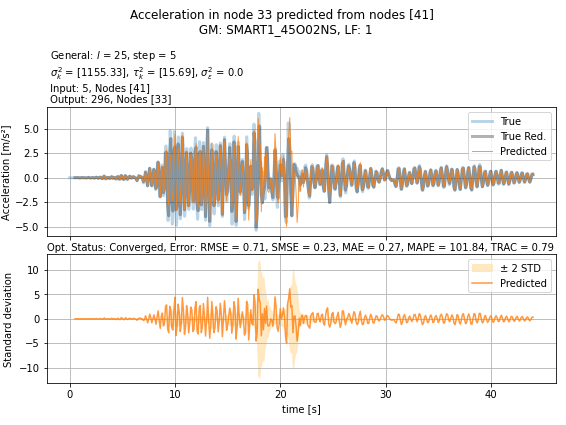 Acceleration in node 33 predicted from nodes [41]
GM: SMART1_45O02NS, LF: 1
General: l = 25, step = 5
σ²ₖ = [1155.33], τ²ₖ = [15.69], σ²_ε = 0.0
Input: 5, Nodes [41]
Output: 296, Nodes [33]
Acceleration [m/s²]
5.0
2.5
0.0
−2.5
−5.0
True
True Red.
Predicted
Opt. Status: Converged, Error: RMSE = 0.71, SMSE = 0.23, MAE = 0.27, MAPE = 101.84, TRAC = 0.79
Standard deviation
10
5
0
−5
−10
± 2 STD
Predicted
0 10 20 30 40
time [s]